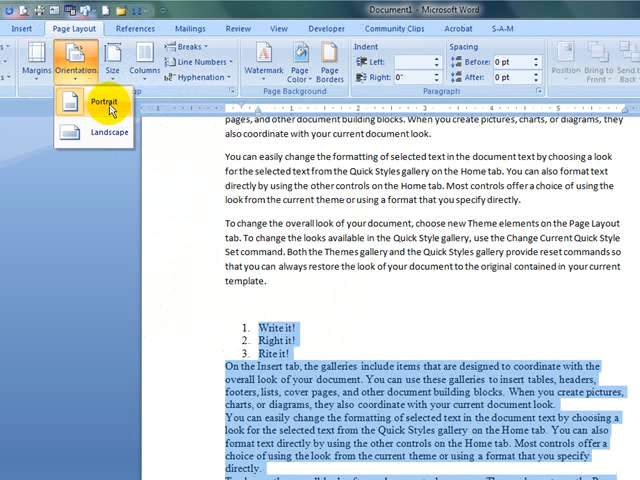 Document1 - Microsoft Word
Insert Page Layout References Mailings Review View Developer Community Clips Acrobat S-A-M
Margins Orientation Size Columns Breaks Line Numbers Hyphenation Watermark Page Color Page Borders Indent Left: Right: 0" Spacing Before: 0 pt After: 0 pt Position Bring to Front Send to Back
Page Background Paragraph
Portrait
Landscape
pages, and other document building blocks. When you create pictures, charts, or diagrams, they
also coordinate with your current document look.
You can easily change the formatting of selected text in the document text by choosing a look
for the selected text from the Quick Styles gallery on the Home tab. You can also format text
directly by using the other controls on the Home tab. Most controls offer a choice of using the
look from the current theme or using a format that you specify directly.
To change the overall look of your document, choose new Theme elements on the Page Layout
tab. To change the looks available in the Quick Style gallery, use the Change Current Quick Style
Set command. Both the Themes gallery and the Quick Styles gallery provide reset commands so
that you can always restore the look of your document to the original contained in your current
template.
1. Write it!
2. Right it!
3. Rite it!
On the Insert tab, the galleries include items that are designed to coordinate with the
overall look of your document. You can use these galleries to insert tables, headers,
footers, lists, cover pages, and other document building blocks. When you create pictures,
charts, or diagrams, they also coordinate with your current document look.
You can easily change the formatting of selected text in the document text by choosing a
look for the selected text from the Quick Styles gallery on the Home tab. You can also
format text directly by using the other controls on the Home tab. Most controls offer a
choice of using the look from the current theme or using a format that you specify
directly.